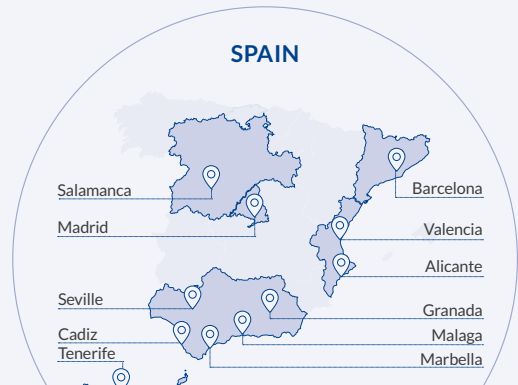 SPAIN
Salamanca
Barcelona
Madrid
Valencia
Alicante
Seville
Granada
Cadiz
Malaga
Tenerife
Marbella